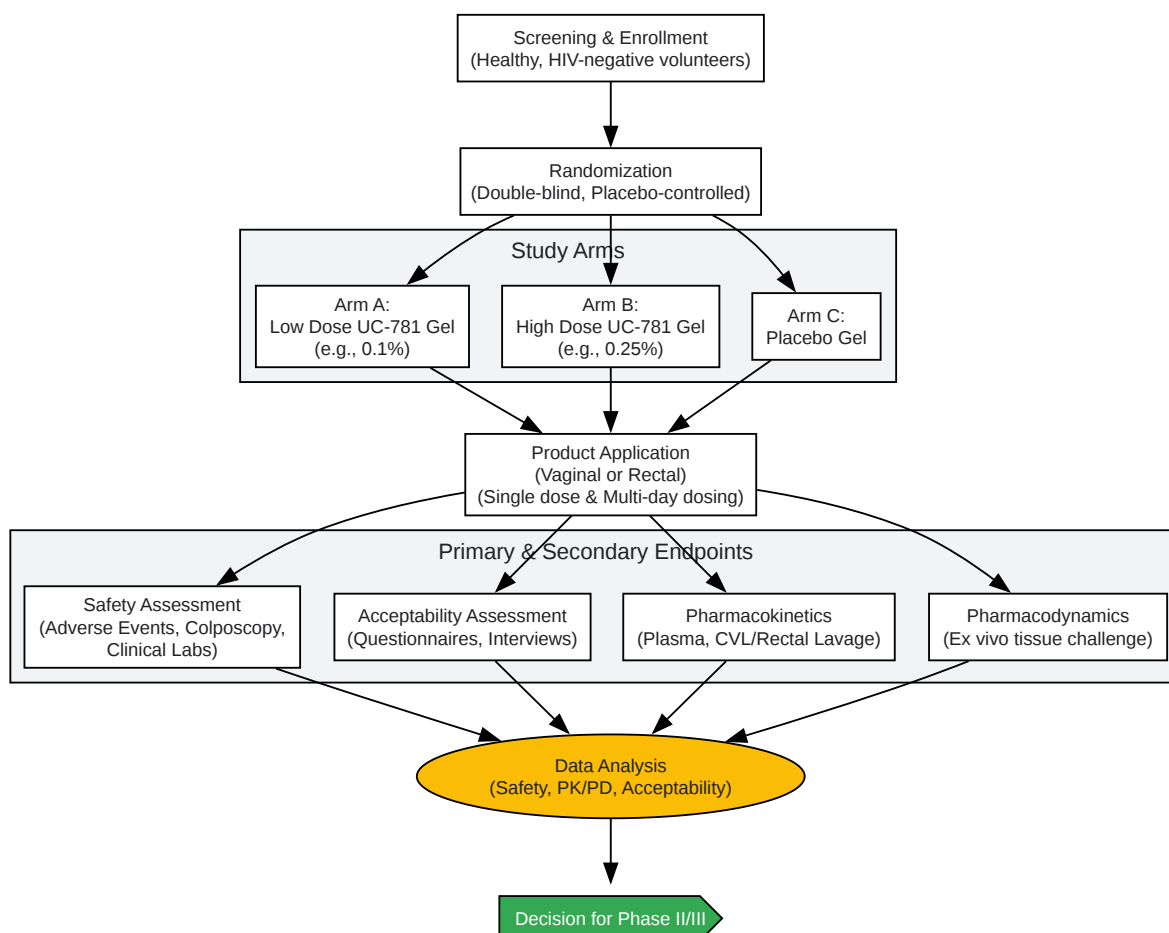 Screening & Enrollment
(Healthy, HIV-negative volunteers)
Randomization
(Double-blind, Placebo-controlled)
Study Arms
Arm A:
Low Dose UC-781 Gel
(e.g., 0.1%)
Arm B:
High Dose UC-781 Gel
(e.g., 0.25%)
Arm C:
Placebo Gel
Product Application
(Vaginal or Rectal)
(Single dose & Multi-day dosing)
Primary & Secondary Endpoints
Safety Assessment
(Adverse Events, Colposcopy,
Clinical Labs)
Acceptability Assessment
(Questionnaires, Interviews)
Pharmacokinetics
(Plasma, CVL/Rectal Lavage)
Pharmacodynamics
(Ex vivo tissue challenge)
Data Analysis
(Safety, PK/PD, Acceptability)
Decision for Phase II/III